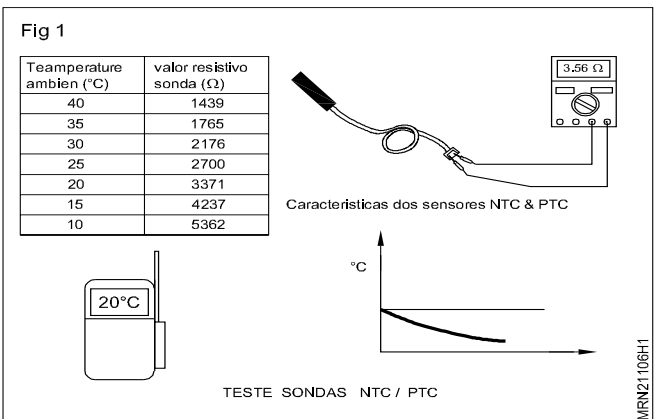 Fig 1
Teamperature ambien (°C)
valor resistivo sonda (Ω)
40 1439
35 1765
30 2176
25 2700
20 3371
15 4237
10 5362
3.56 Ω
Caracteristicas dos sensores NTC & PTC
20°C
°C
TESTE SONDAS NTC / PTC
MRN21106H1